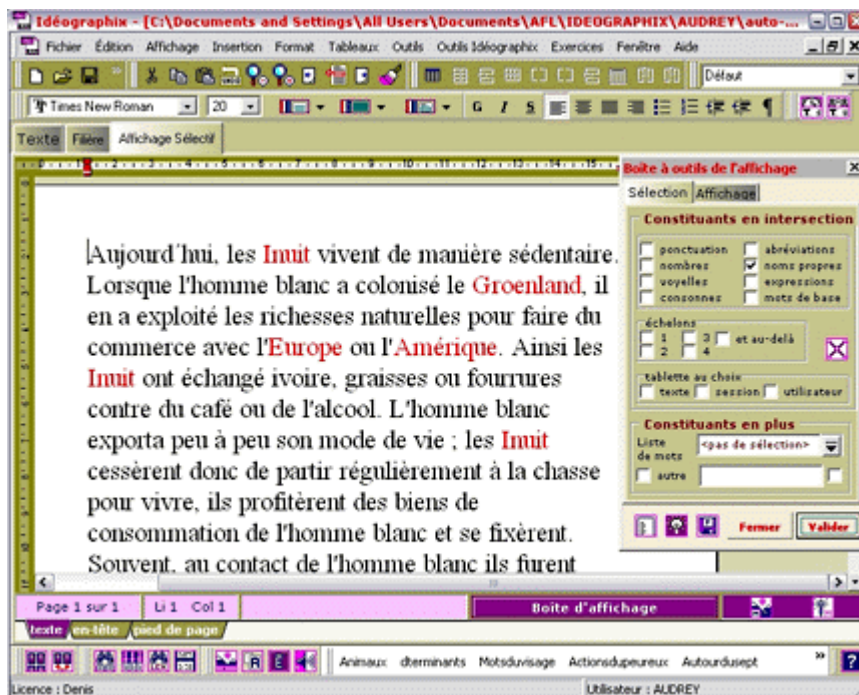 Idéographix - [C:\Documents and Settings\All Users\Documents\AFL\IDEOGRAPHIX\AUDREY\auto-...
Fichier Édition Affichage Insertion Format Tableaux Outils Outils Idéographix Exercices Fenêtre Aide
Défaut
Times New Roman 20 G I S
Texte Filière Affichage Sélectif
Boîte à outils de l'affichage
Sélection Affichage
Constituants en intersection
ponctuation abréviations
nombres noms propres
voyelles expressions
consonnes mots de base
échelons
1 3 et au-delà
2 4
tablette au choix
texte session utilisateur
Constituants en plus
Liste de mots <pas de sélection>
autre
Fermer Valider
Aujourd'hui, les Inuit vivent de manière sédentaire.
Lorsque l'homme blanc a colonisé le Groenland, il
en a exploité les richesses naturelles pour faire du
commerce avec l'Europe ou l'Amérique. Ainsi les
Inuit ont échangé ivoire, graisses ou fourrures
contre du café ou de l'alcool. L'homme blanc
exporta peu à peu son mode de vie ; les Inuit
cessèrent donc de partir régulièrement à la chasse
pour vivre, ils profitèrent des biens de
consommation de l'homme blanc et se fixèrent.
Souvent, au contact de l'homme blanc ils furent
Page 1 sur 1 Li 1 Col 1 Boîte d'affichage
texte en-tête pied de page
Animaux dterminants Motsduvisage Actionsdupeureux Autourdusept
Licence : Denis Utilisateur : AUDREY